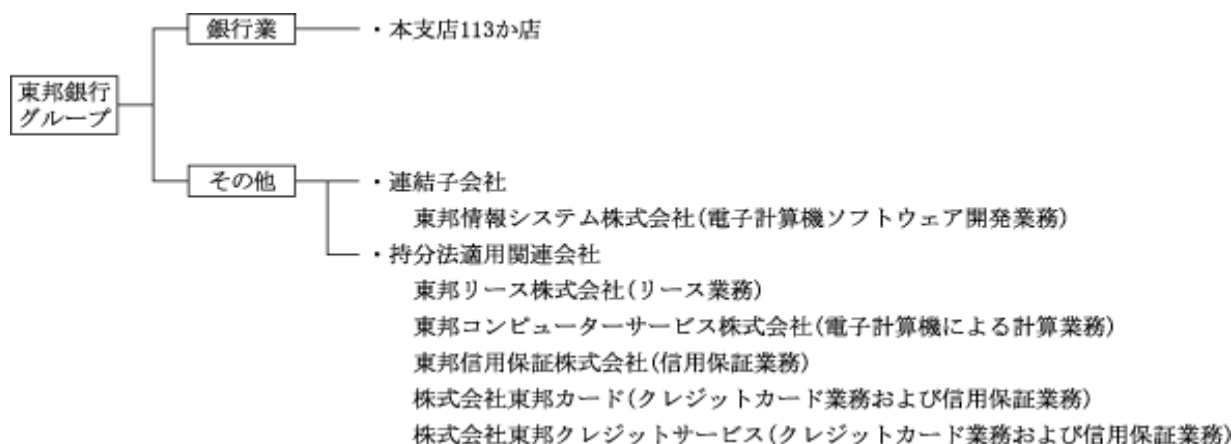 東邦銀行
グループ
銀行業
・本支店113か店
その他
・連結子会社
東邦情報システム株式会社(電子計算機ソフトウェア開発業務)
・持分法適用関連会社
東邦リース株式会社(リース業務)
東邦コンピューターサービス株式会社(電子計算機による計算業務)
東邦信用保証株式会社(信用保証業務)
株式会社東邦カード(クレジットカード業務および信用保証業務)
株式会社東邦クレジットサービス(クレジットカード業務および信用保証業務)